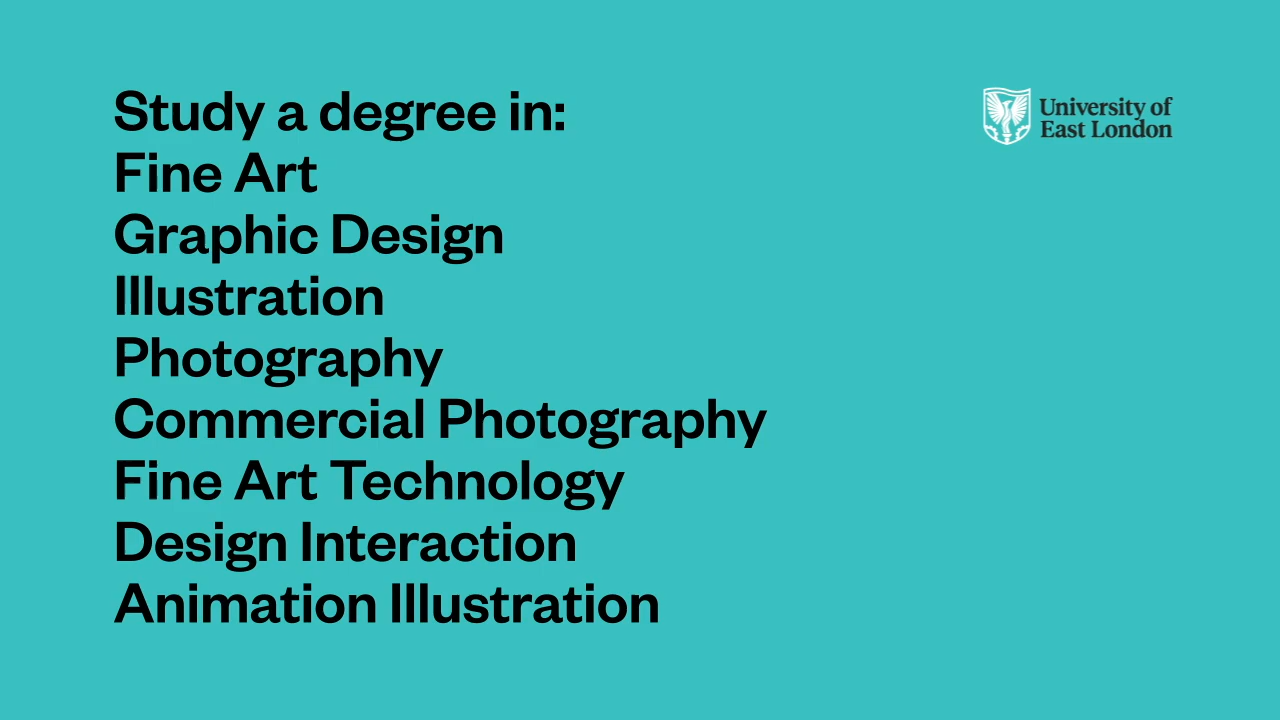 Study a degree in:
Fine Art
Graphic Design
Illustration
Photography
Commercial Photography
Fine Art Technology
Design Interaction
Animation Illustration
University of
East London